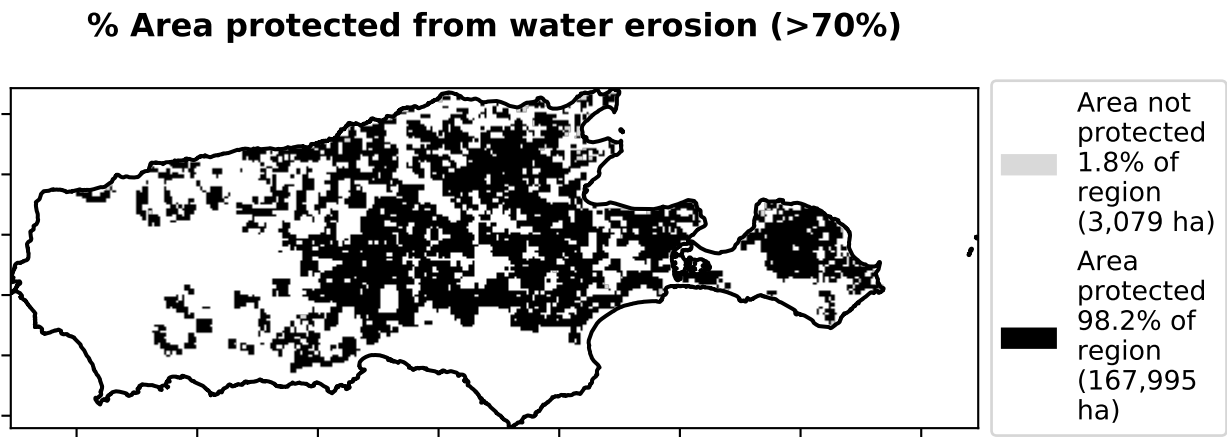 % Area protected from water erosion (>70%)
Area not
protected
1.8% of
region
(3,079 ha)
Area
protected
98.2% of
region
(167,995
ha)